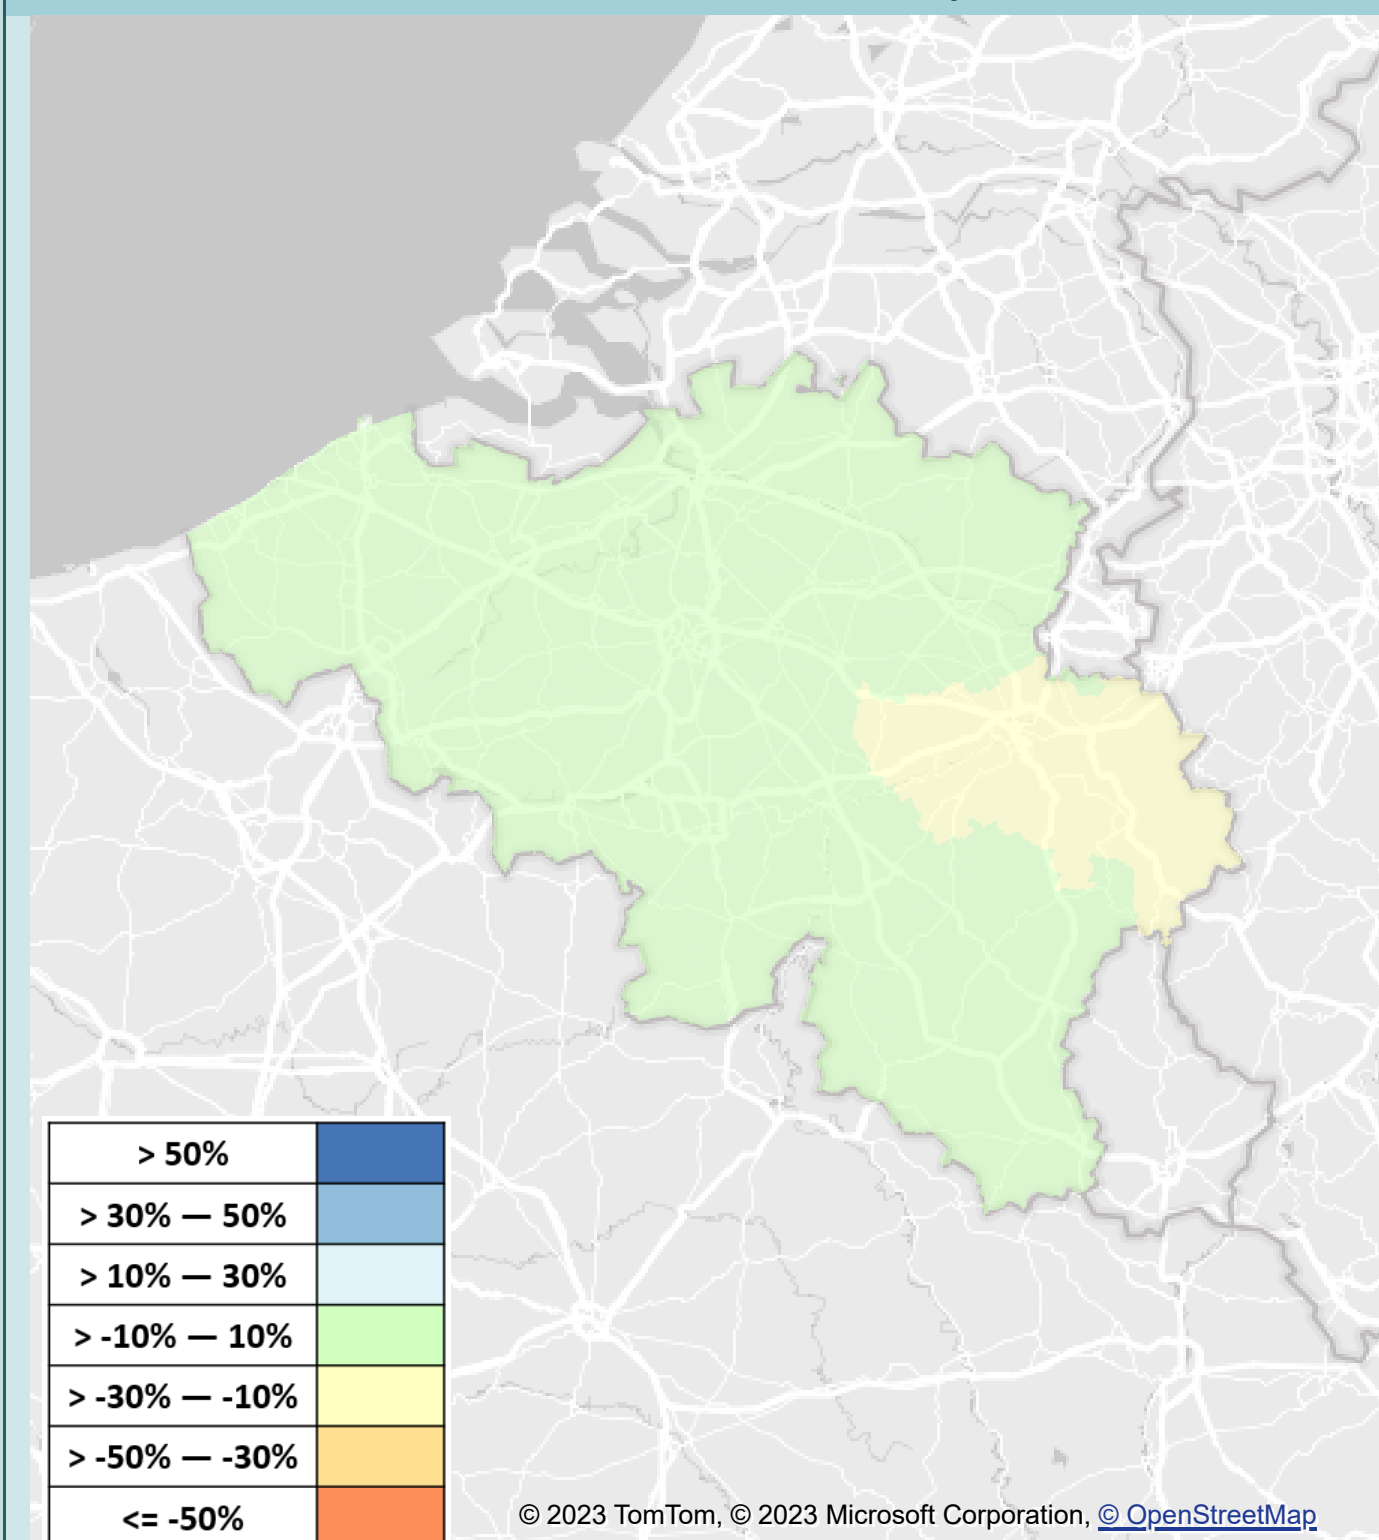 > 50%
> 30% — 50%
> 10% — 30%
> -10% — 10%
> -30% — -10%
> -50% — -30%
<= -50%
© 2023 TomTom, © 2023 Microsoft Corporation, © OpenStreetMap